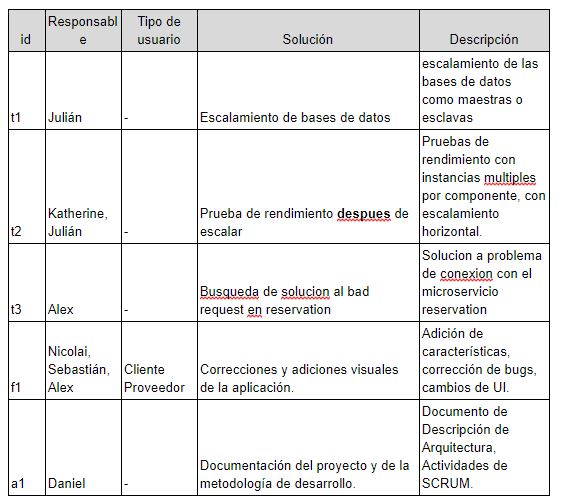 id
Responsabl
e
Tipo de
usuario
Solución
Descripción
t1
Julián
-
Escalamiento de bases de datos
escalamiento de las
bases de datos
como maestras o
esclavas
t2
Katherine,
Julián
-
Prueba de rendimiento despues de
escalar
Pruebas de
rendimiento con
instancias multiples
por componente, con
escalamiento
horizontal.
t3
Alex
-
Busqueda de solucion al bad
request en reservation
Solucion a problema
de conexion con el
microservicio
reservation
f1
Nicolai,
Sebastián,
Alex
Cliente
Proveedor
Correcciones y adiciones visuales
de la aplicación.
Adición de
características,
corrección de bugs,
cambios de UI.
a1
Daniel
-
Documentación del proyecto y de la
metodología de desarrollo.
Documento de
Descripción de
Arquitectura,
Actividades de
SCRUM.